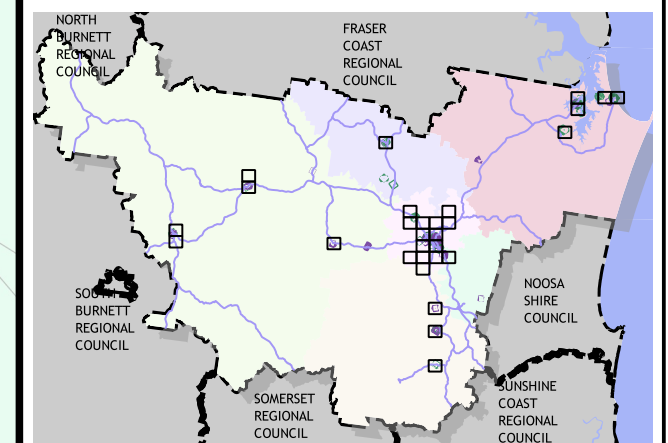 NORTH
BURNETT
REGIONAL
COUNCIL
FRASER
COAST
REGIONAL
COUNCIL
SOUTH
BURNETT
REGIONAL
COUNCIL
NOOSA
SHIRE
COUNCIL
SOMERSET
REGIONAL
COUNCIL
SUNSHINE
COAST
REGIONAL
COUNCIL